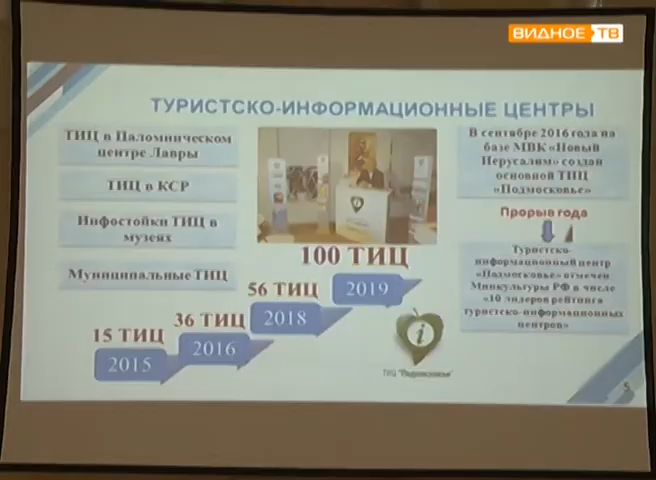 ВИДНОЕ ТВ
ТУРИСТСКО-ИНФОРМАЦИОННЫЕ ЦЕНТРЫ
ТИЦ в Паломническом
центре Лавры
ТИЦ в КСР
Инфостойки ТИЦ в
музеях
Муниципальные ТИЦ
100 ТИЦ
56 ТИЦ
2019
36 ТИЦ
2018
15 ТИЦ
2016
2015
i
ТИЦ "Подмосковье"
В сентябре 2016 года на
базе МВК «Новый
Иерусалим» создан
основной ТИЦ
«Подмосковье»
Прорыв года
Туристско-
информационный центр
«Подмосковье» отмечен
Минкультуры РФ в числе
«10 лидеров рейтинга
туристско-информационных
центров»
5